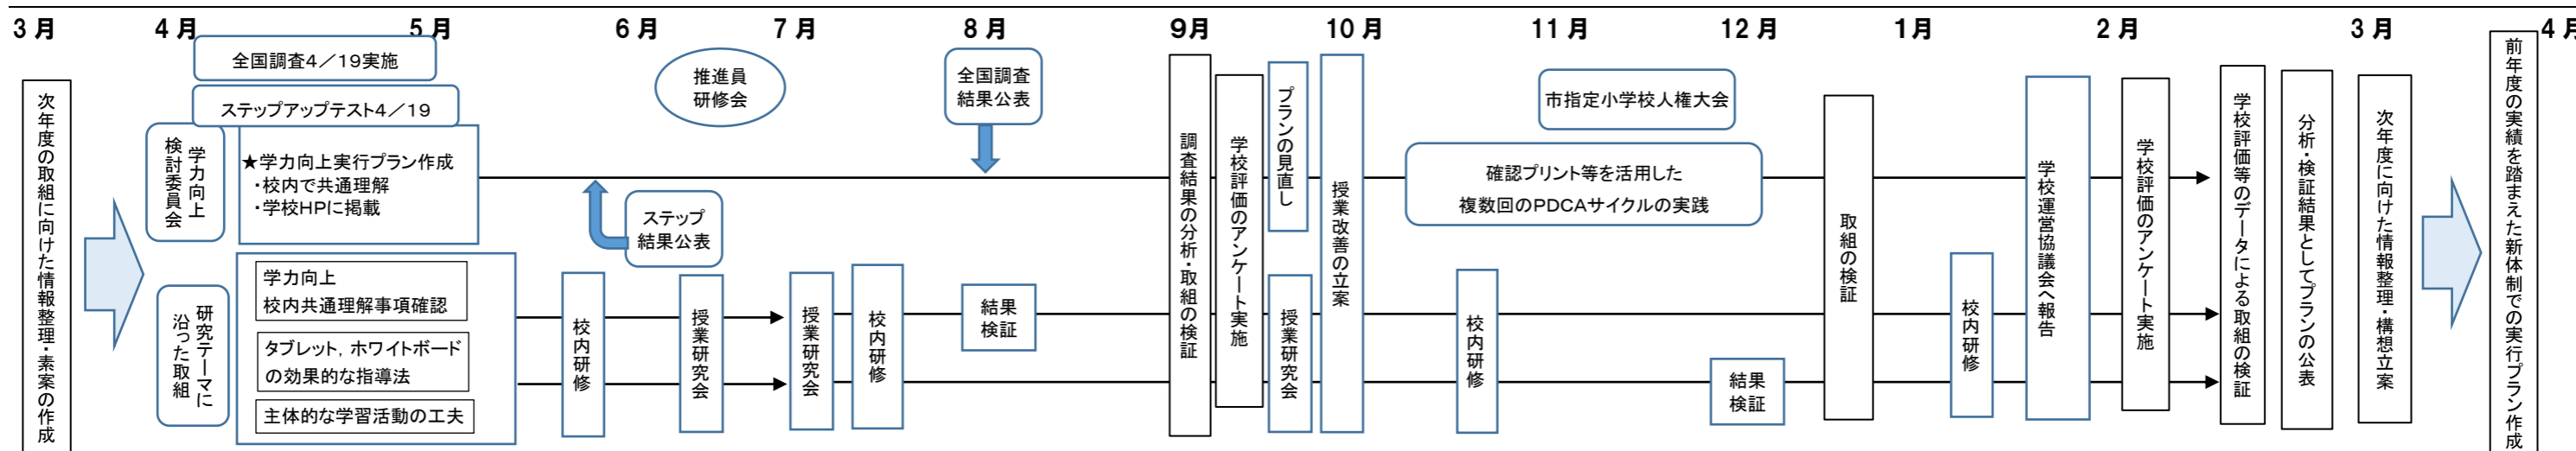 3月
4月
5月
6月
7月
8月
9月
10月
11月
12月
1月
2月
3月
4月
次年度の取組に向けた情報整理・素案の作成
全国調査4/19実施
ステップアップテスト4/19
学力向上
検討委員会
★学力向上実行プラン作成
・校内で共通理解
・学校HPに掲載
研究テーマに
沿った取組
学力向上
校内共通理解事項確認
タブレット,ホワイトボード
の効果的な指導法
主体的な学習活動の工夫
校内研修
ステップ
結果公表
推進員
研修会
授業研究会
授業研究会
校内研修
全国調査
結果公表
結果
検証
調査結果の分析・取組の検証
学校評価のアンケート実施
プランの見直し
授業研究会
授業改善の立案
市指定小学校人権大会
確認プリント等を活用した
複数回のPDCAサイクルの実践
校内研修
結果
検証
取組の検証
校内研修
学校運営協議会へ報告
学校評価のアンケート実施
学校評価等のデータによる取組の検証
分析・検証結果としてプランの公表
次年度に向けた情報整理・構想立案
前年度の実績を踏まえた新体制での実行プラン作成